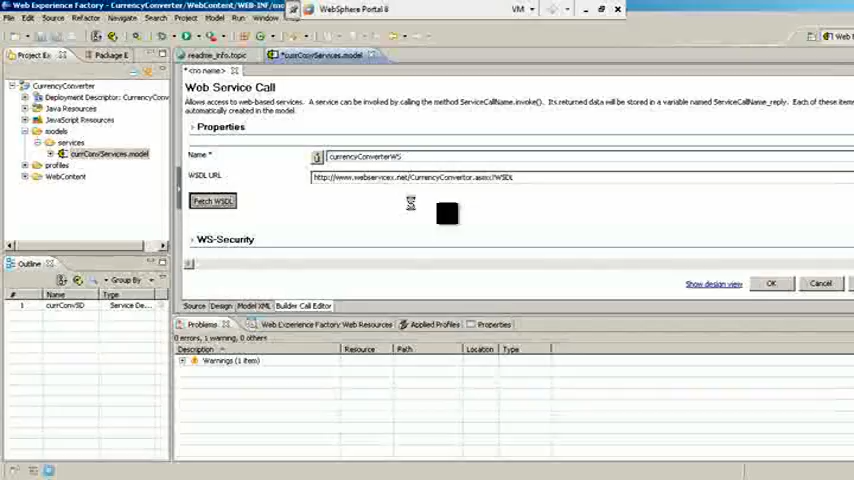 Web Experience Factory - CurrencyConverter/WebContent/WEB-INF/mo
WebSphere Portal 8
VM
Edit Source Refactor Navigate Search Project Model Run Window
Project Ex
Package E
readme_info.topic
*currConvServices.model
CurrencyConverter
Deployment Descriptor: CurrencyConv
Java Resources
JavaScript Resources
models
services
currConvServices.model
profiles
WebContent
*<no name>
Web Service Call
Allows access to web-based services. A service can be invoked by calling the method ServiceCallName.invoke(). Its returned data will be stored in a variable named ServiceCallName_reply. Each of these items
automatically created in the model.
Properties
Name *
currencyConverterWS
WSDL URL
http://www.webservicex.net/CurrencyConvertor.asmx?WSDL
Fetch WSDL
WS-Security
Show design view
OK
Cancel
Source Design Model XML Builder Call Editor
Outline
Group By
# Name Type
1 currConvSD Service De...
Problems
Web Experience Factory Web Resources
Applied Profiles
Properties
0 errors, 1 warning, 0 others
Description Resource Path Location Type
Warnings (1 item)